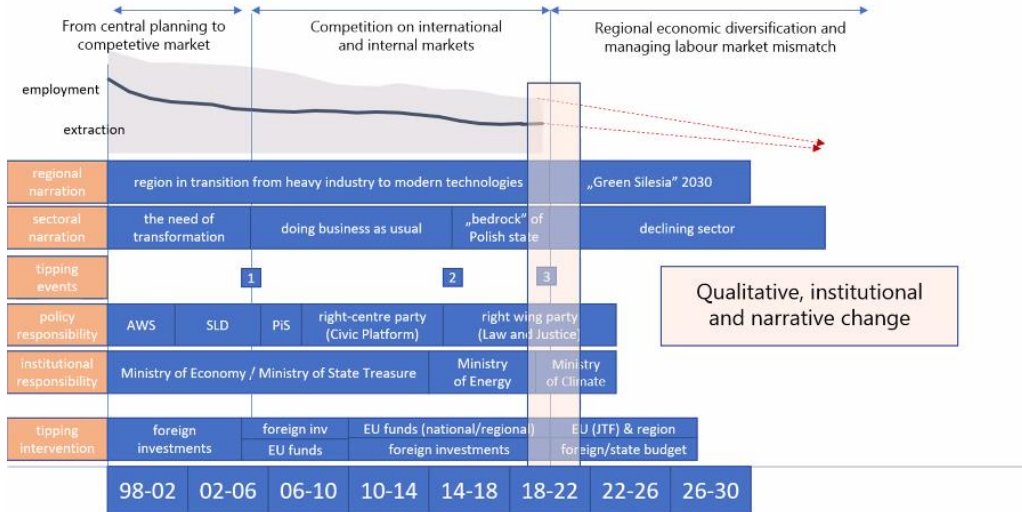 From central planning to
competetive market
Competition on international
and internal markets
Regional economic diversification and
managing labour market mismatch
employment
extraction
regional
narration
region in transition from heavy industry to modern technologies
„Green Silesia” 2030
sectoral
narration
the need of
transformation
doing business as usual
„bedrock” of
Polish state
declining sector
tipping
events
1
2
3
Qualitative, institutional
and narrative change
policy
responsibility
AWS
SLD
PiS
right-centre party
(Civic Platform)
right wing party
(Law and Justice)
institutional
responsibility
Ministry of Economy / Ministry of State Treasure
Ministry
of Energy
Ministry
of Climate
tipping
intervention
foreign
investments
foreign inv
EU funds
EU funds (national/regional)
foreign investments
EU (JTF) & region
foreign/state budget
98-02
02-06
06-10
10-14
14-18
18-22
22-26
26-30